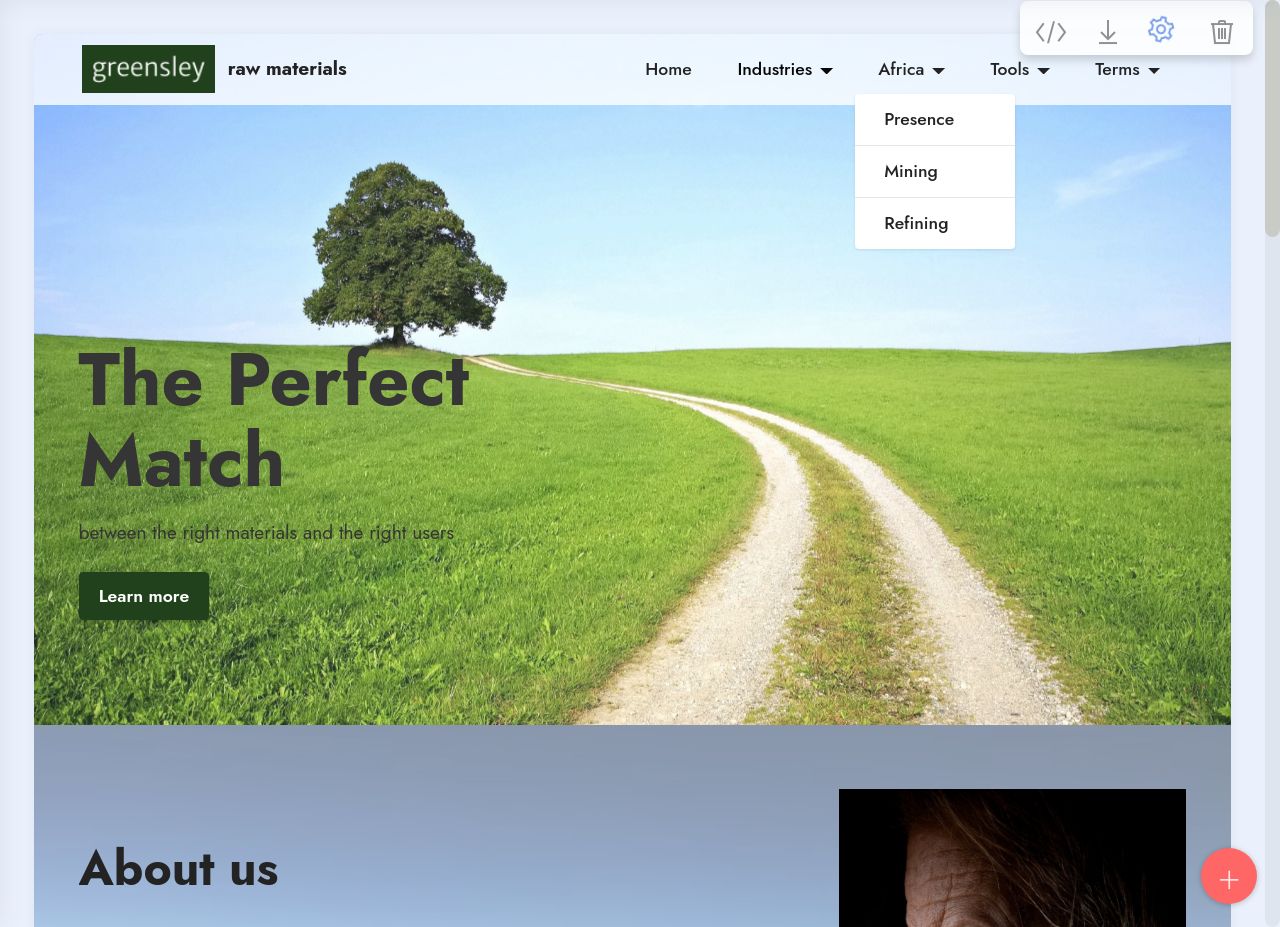 greensley
raw materials
Home
Industries
Africa
Tools
Terms
Presence
Mining
Refining
The Perfect
Match
between the right materials and the right users
Learn more
About us